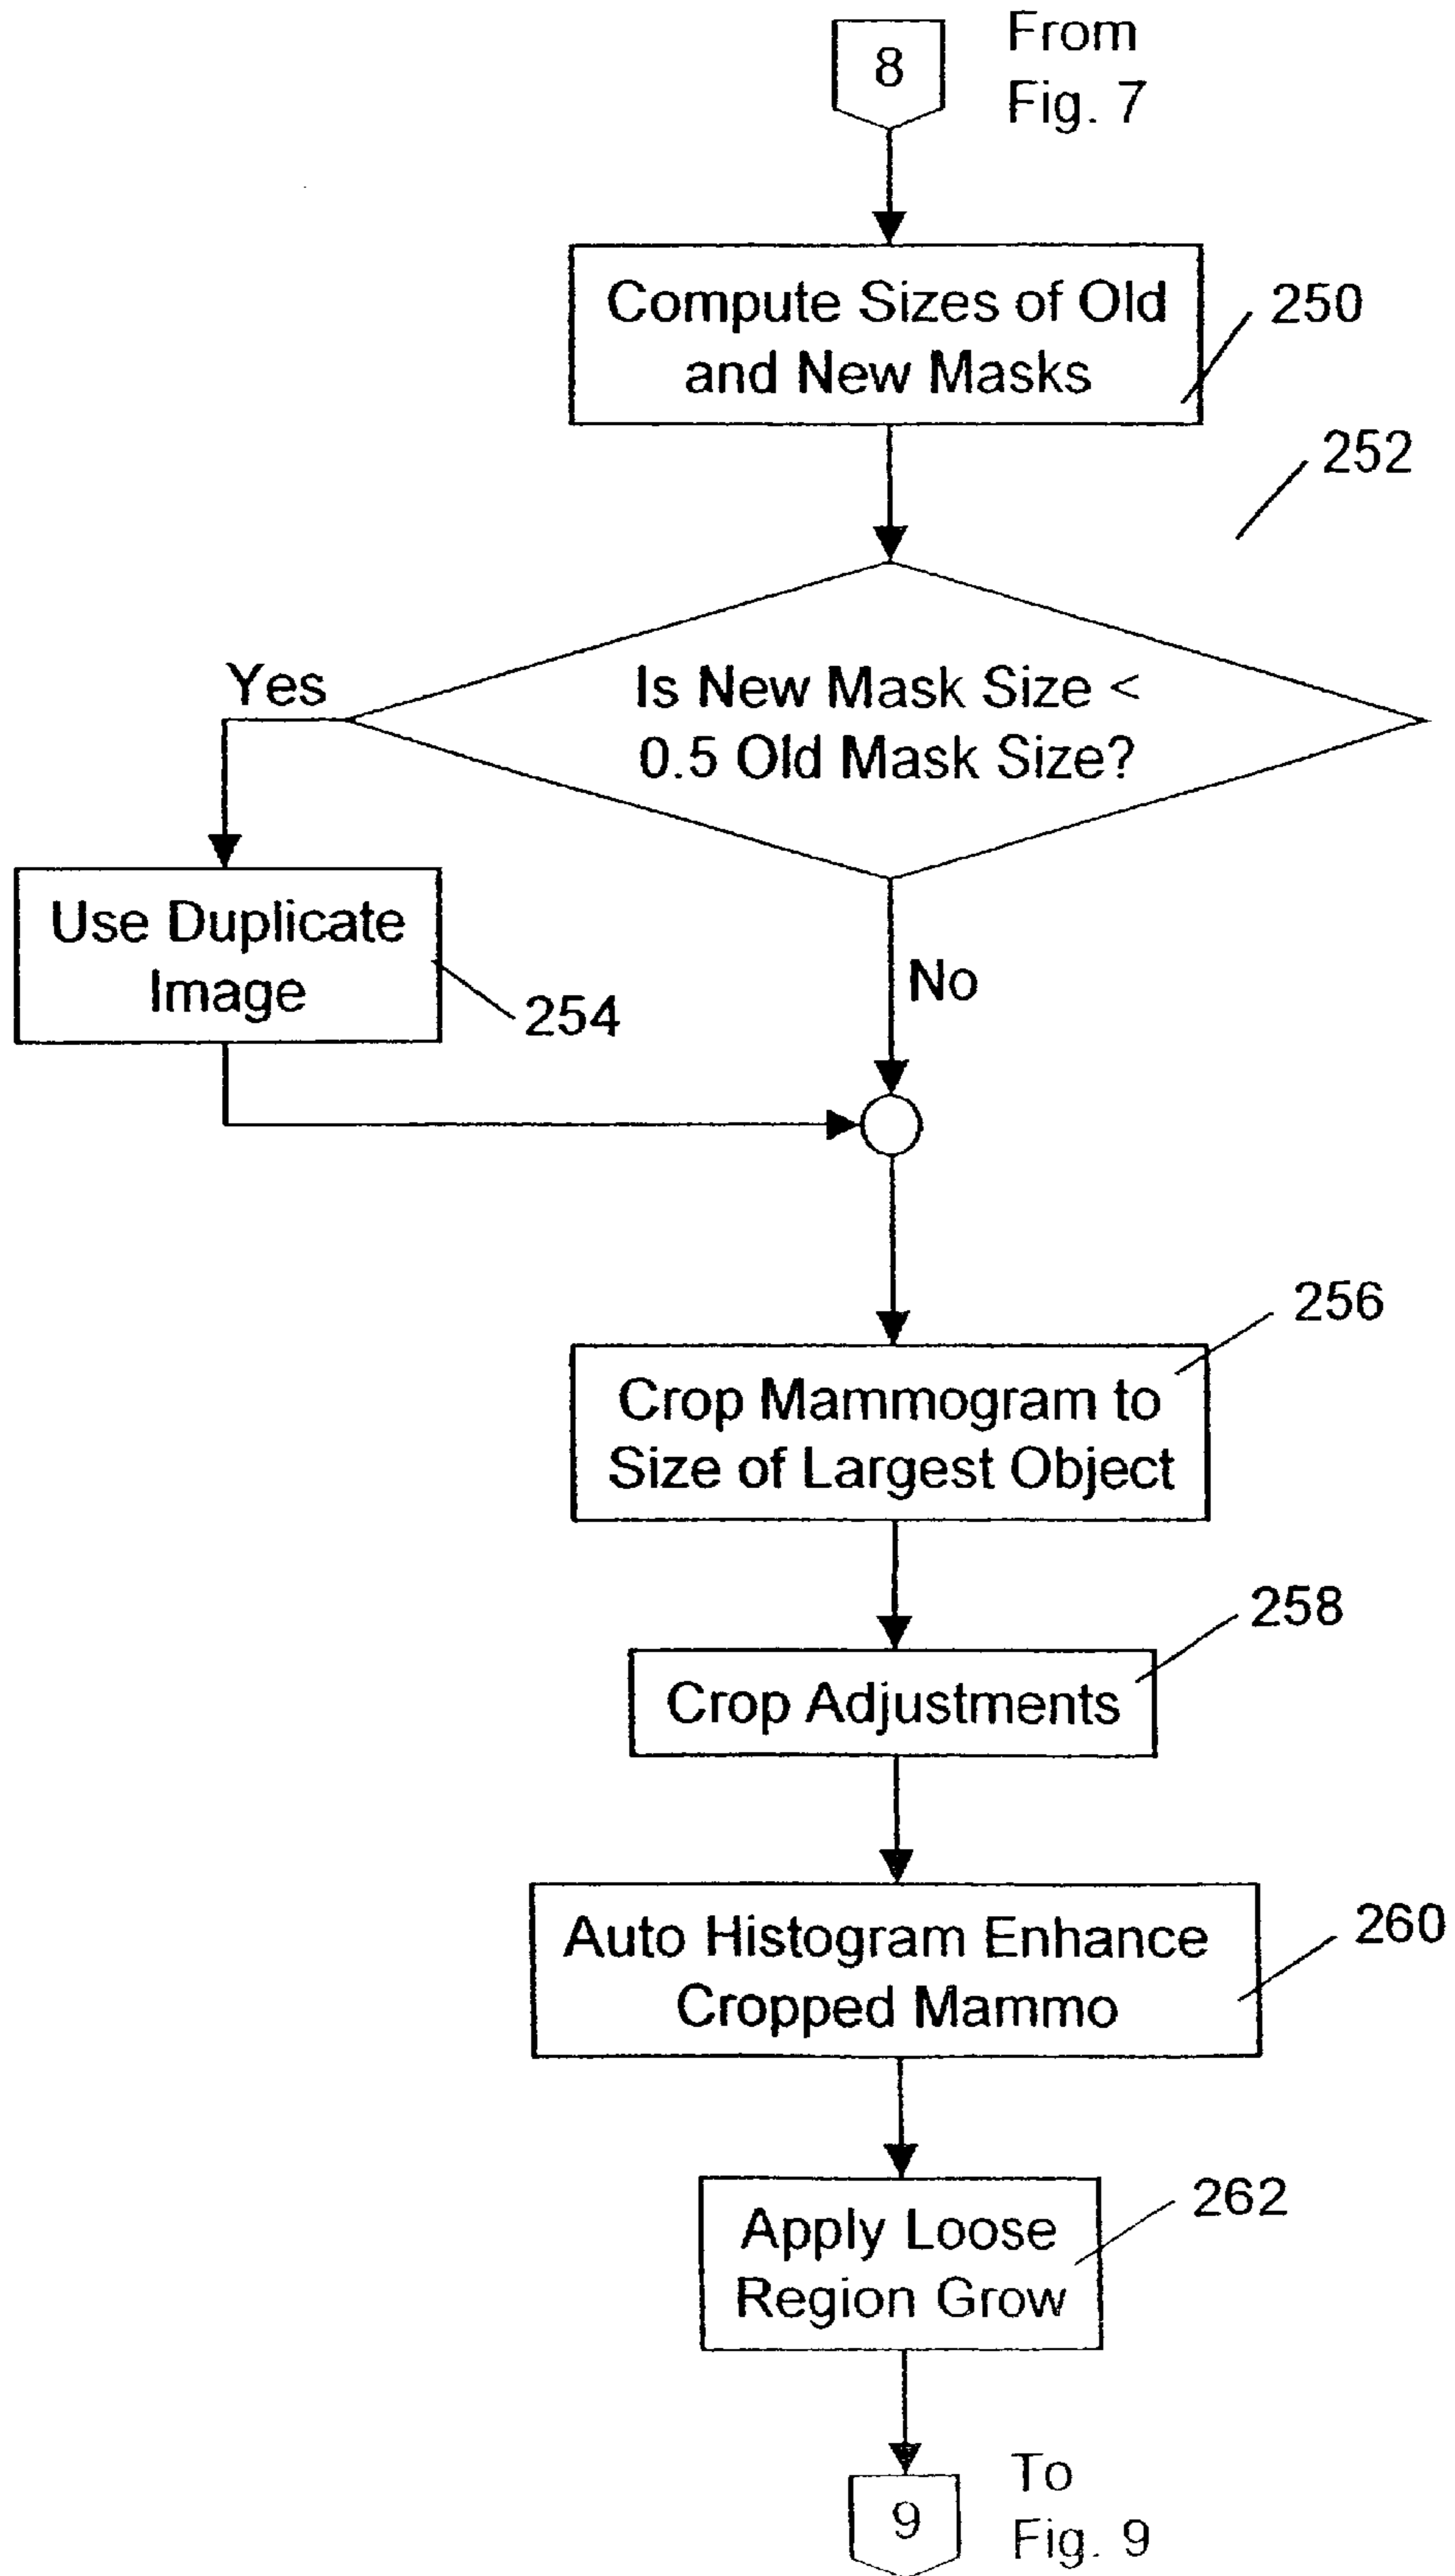 8
From
Fig. 7
Compute Sizes of Old
and New Masks
250
252
Is New Mask Size <
0.5 Old Mask Size?
Yes
Use Duplicate
Image
254
No
256
Crop Mammogram to
Size of Largest Object
258
Crop Adjustments
Auto Histogram Enhance
Cropped Mammo
260
262
Apply Loose
Region Grow
9
To
Fig. 9